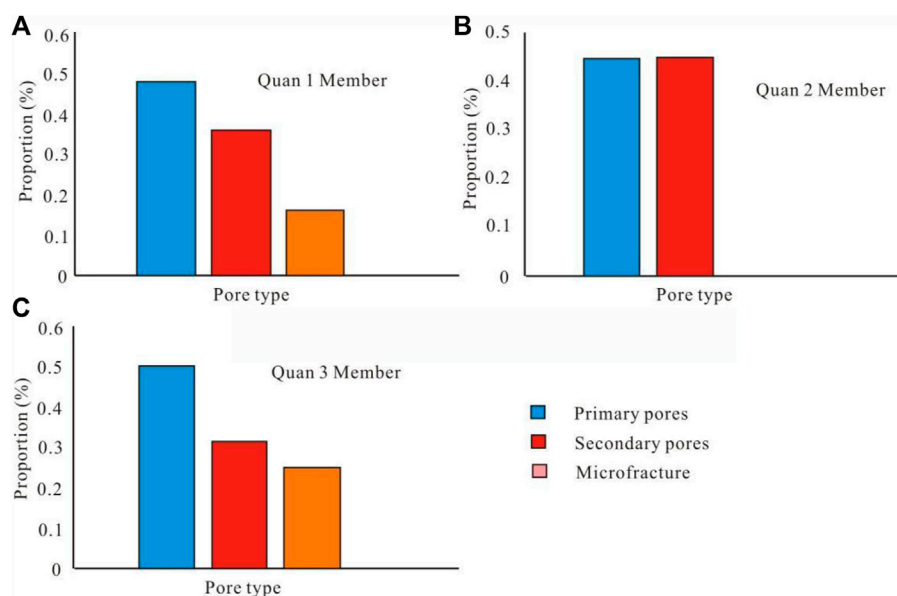 A
0.6
0.5
0.4
0.3
0.2
0.1
0
Proportion (%)
Quan 1 Member
Pore type
B
0.5
0.4
0.3
0.2
0.1
0
Proportion (%)
Quan 2 Member
Pore type
C
0.6
0.5
0.4
0.3
0.2
0.1
0
Proportion (%)
Quan 3 Member
Pore type
Primary pores
Secondary pores
Microfracture